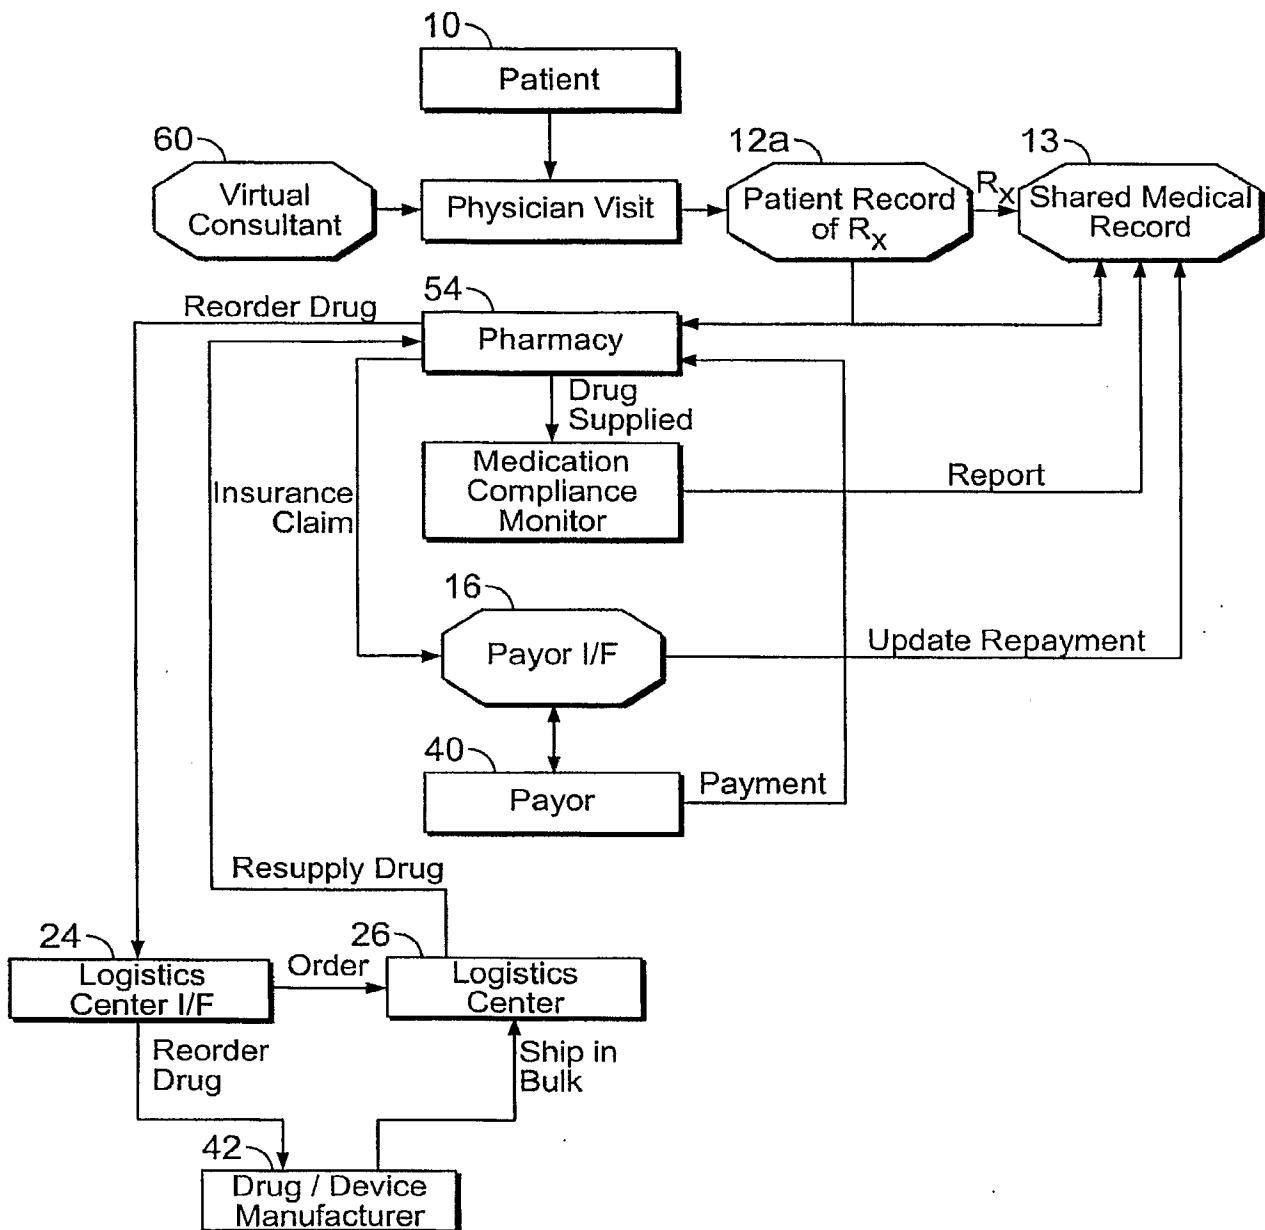 10
Patient
60
Virtual
Consultant
Physician Visit
12a
Patient Record
of Rx
Rx
13
Shared Medical
Record
Reorder Drug
54
Pharmacy
Drug
Supplied
Insurance
Claim
Medication
Compliance
Monitor
Report
16
Payor I/F
Update Repayment
40
Payor
Payment
Resupply Drug
24
Logistics
Center I/F
Order
26
Logistics
Center
Reorder
Drug
Ship in
Bulk
42
Drug / Device
Manufacturer